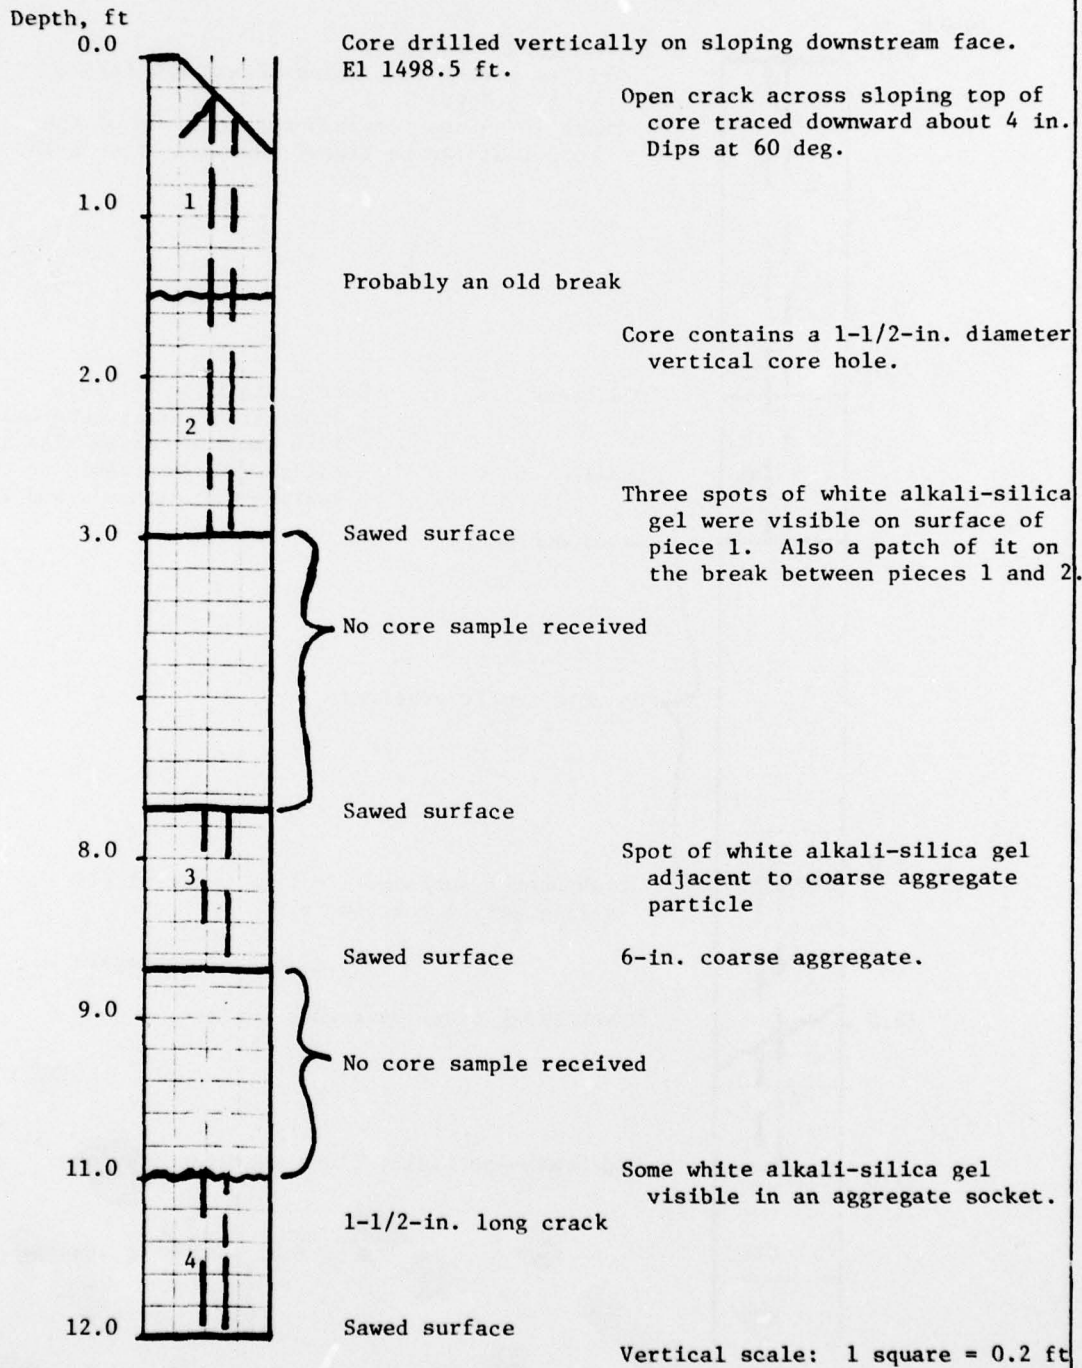 Depth, ft
0.0
Core drilled vertically on sloping downstream face.
El 1498.5 ft.
Open crack across sloping top of
core traced downward about 4 in.
Dips at 60 deg.
1.0
1
Probably an old break
Core contains a 1-1/2-in. diameter
vertical core hole.
2.0
2
Three spots of white alkali-silica
gel were visible on surface of
piece 1. Also a patch of it on
the break between pieces 1 and 2.
3.0
Sawed surface
No core sample received
Sawed surface
8.0
Spot of white alkali-silica gel
adjacent to coarse aggregate
particle
3
Sawed surface
6-in. coarse aggregate.
9.0
No core sample received
11.0
Some white alkali-silica gel
visible in an aggregate socket.
1-1/2-in. long crack
4
12.0
Sawed surface
Vertical scale: 1 square = 0.2 ft